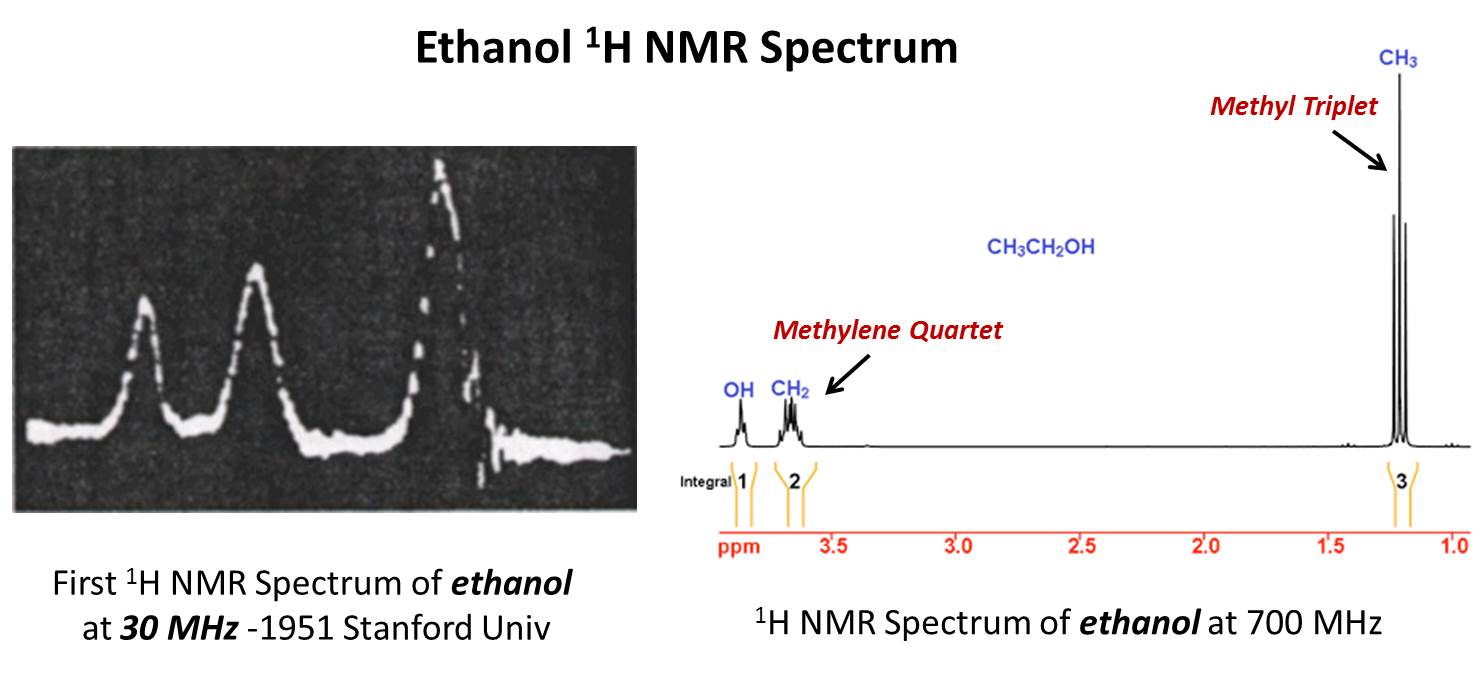 Ethanol ¹H NMR Spectrum
First ¹H NMR Spectrum of ethanol
at 30 MHz -1951 Stanford Univ
CH₃
Methyl Triplet
CH₃CH₂OH
Methylene Quartet
OH CH₂
Integral 1 2 3
ppm 3.5 3.0 2.5 2.0 1.5 1.0
¹H NMR Spectrum of ethanol at 700 MHz